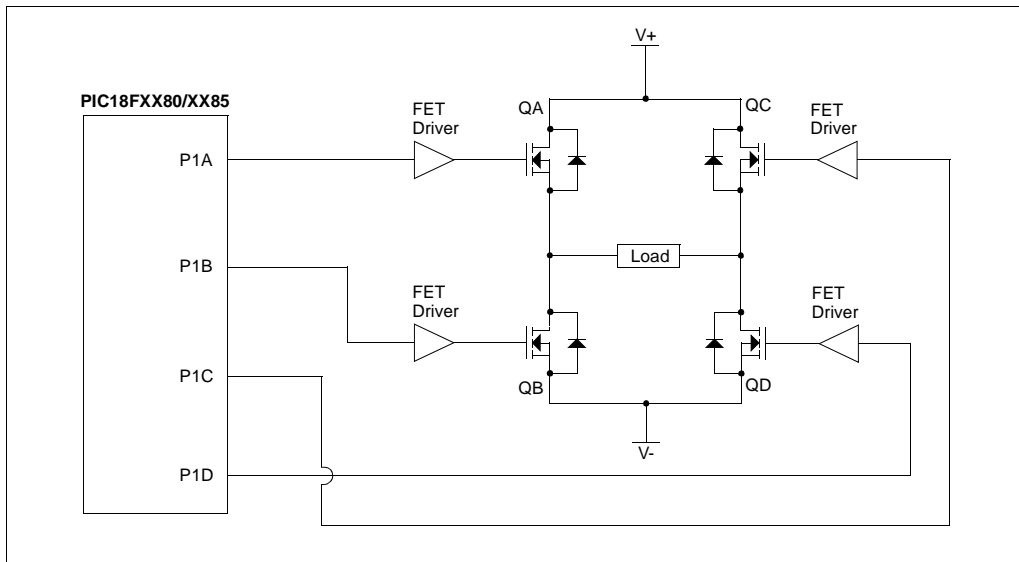 V+
PIC18FXX80/XX85
FET
Driver
QA
QC
FET
Driver
P1A
Load
P1B
FET
Driver
FET
Driver
P1C
QB
QD
V-
P1D